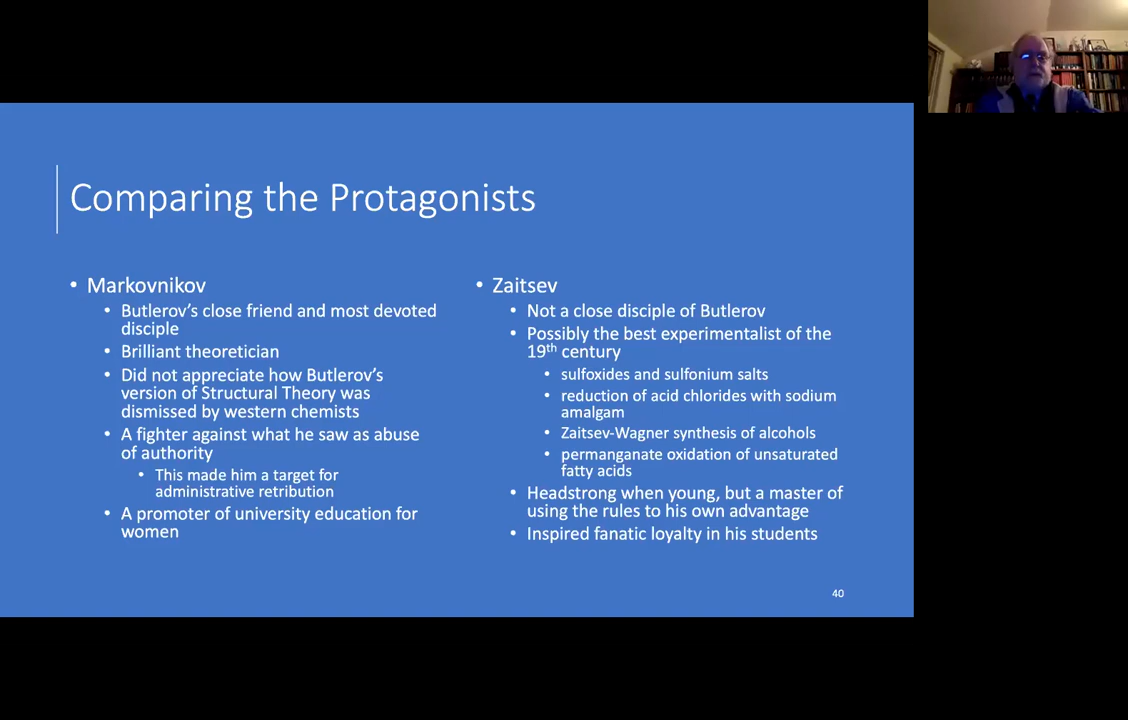 Comparing the Protagonists
• Markovnikov
• Butlerov's close friend and most devoted
disciple
• Brilliant theoretician
• Did not appreciate how Butlerov's
version of Structural Theory was
dismissed by western chemists
• A fighter against what he saw as abuse
of authority
• This made him a target for
administrative retribution
• A promoter of university education for
women
• Zaitsev
• Not a close disciple of Butlerov
• Possibly the best experimentalist of the
19th century
• sulfoxides and sulfonium salts
• reduction of acid chlorides with sodium
amalgam
• Zaitsev-Wagner synthesis of alcohols
• permanganate oxidation of unsaturated
fatty acids
• Headstrong when young, but a master of
using the rules to his own advantage
• Inspired fanatic loyalty in his students
40